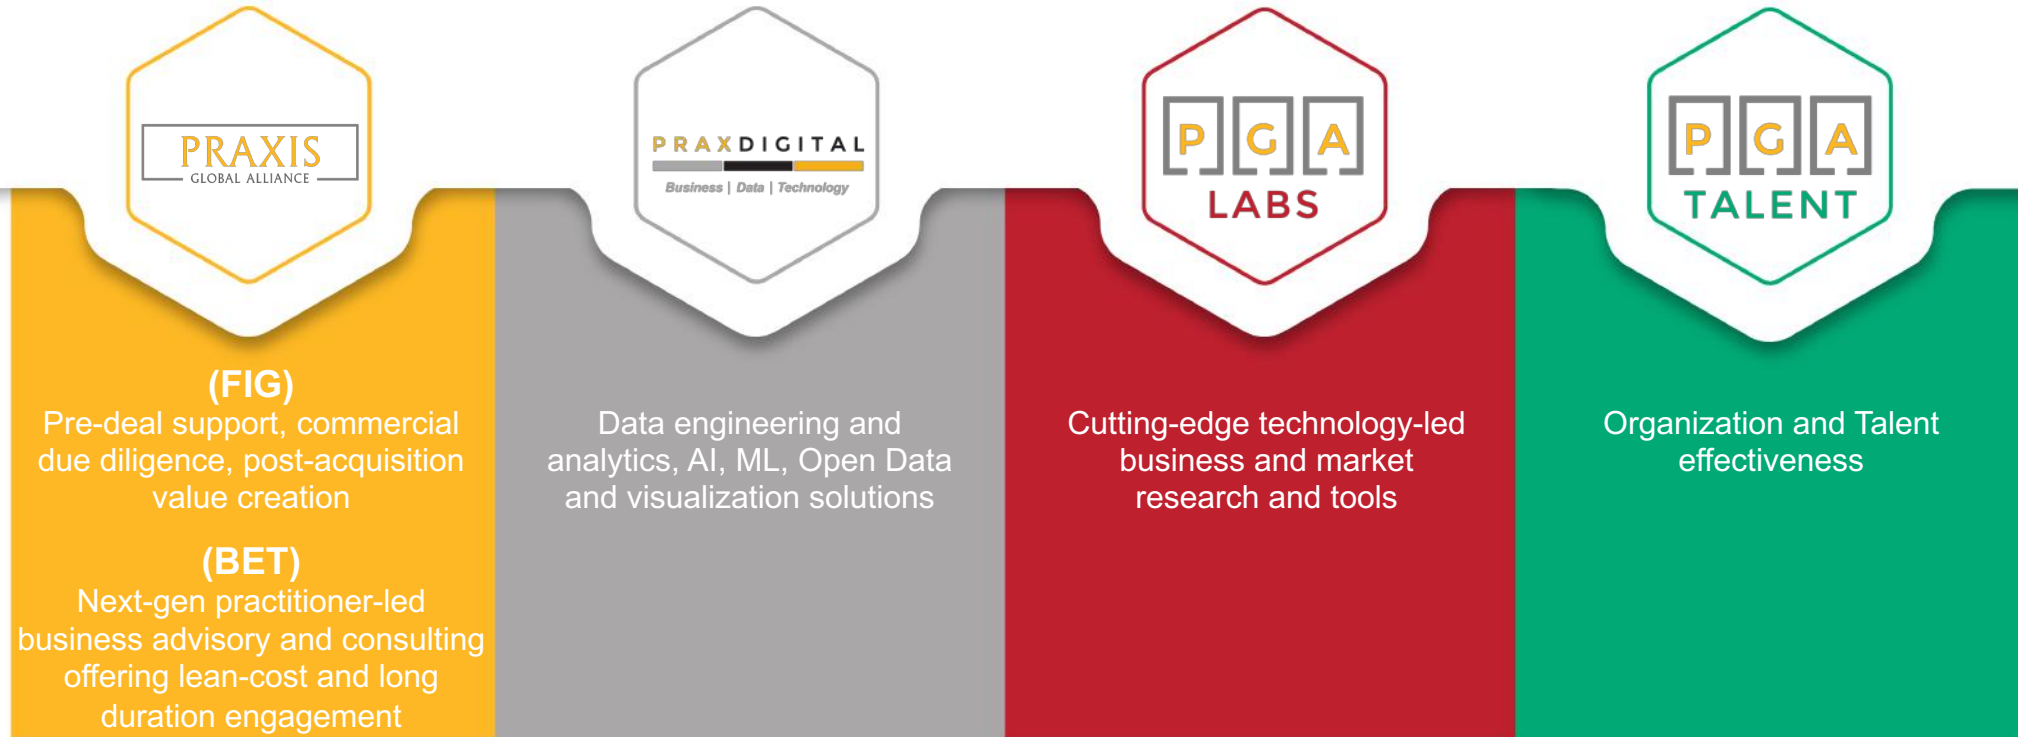 PRAXIS
GLOBAL ALLIANCE
(FIG)
Pre-deal support, commercial
due diligence, post-acquisition
value creation
(BET)
Next-gen practitioner-led
business advisory and consulting
offering lean-cost and long
duration engagement
PRAXDIGITAL
Business | Data | Technology
Data engineering and
analytics, AI, ML, Open Data
and visualization solutions
PGA
LABS
Cutting-edge technology-led
business and market
research and tools
PGA
TALENT
Organization and Talent
effectiveness